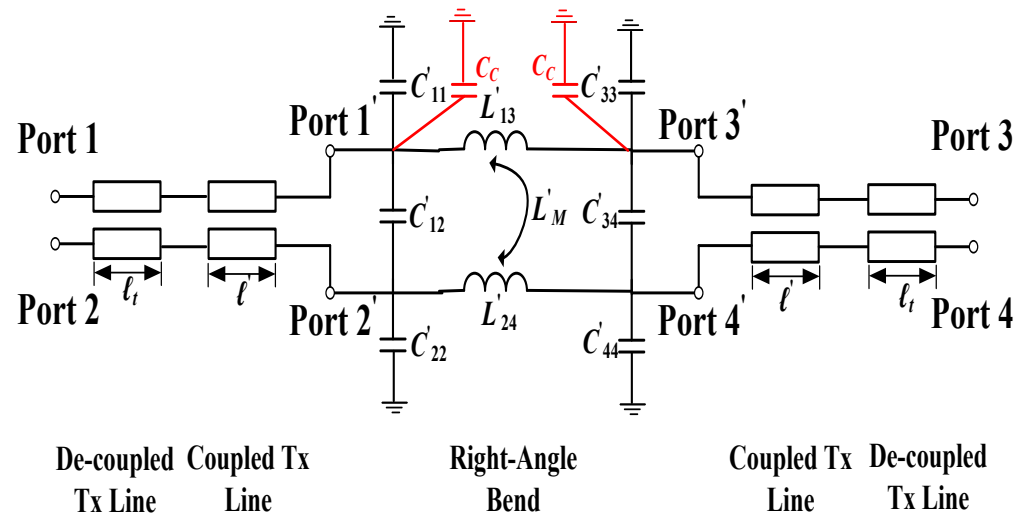 C'11
CC
CC
C'33
Port 1
Port 1'
L'13
Port 3'
Port 3
C'12
L'M
C'34
Port 2
ℓt
ℓ'
Port 2'
L'24
Port 4'
ℓ'
ℓt
Port 4
C'22
C'44
De-coupled Tx Line
Coupled Tx Line
Right-Angle Bend
Coupled Tx Line
De-coupled Tx Line